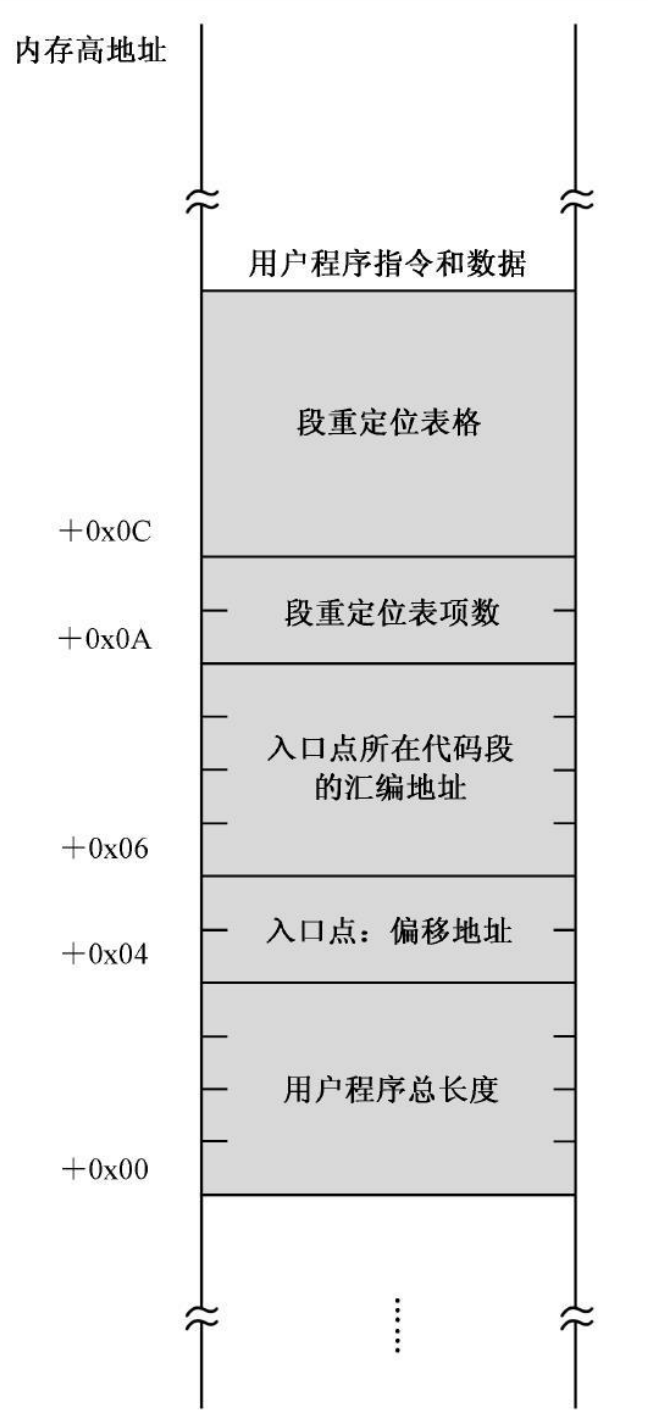 内存高地址
用户程序指令和数据
段重定位表格
+0x0C
段重定位表项数
+0x0A
入口点所在代码段
的汇编地址
+0x06
入口点：偏移地址
+0x04
用户程序总长度
+0x00